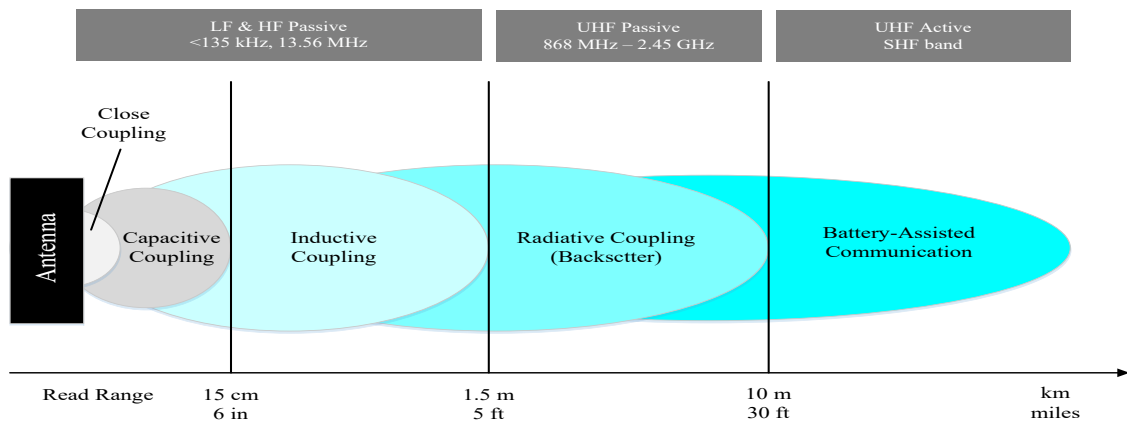 LF & HF Passive
<135 kHz, 13.56 MHz
UHF Passive
868 MHz – 2.45 GHz
UHF Active
SHF band
Close
Coupling
Antenna
Capacitive
Coupling
Inductive
Coupling
Radiative Coupling
(Backsctter)
Battery-Assisted
Communication
Read Range
15 cm
6 in
1.5 m
5 ft
10 m
30 ft
km
miles